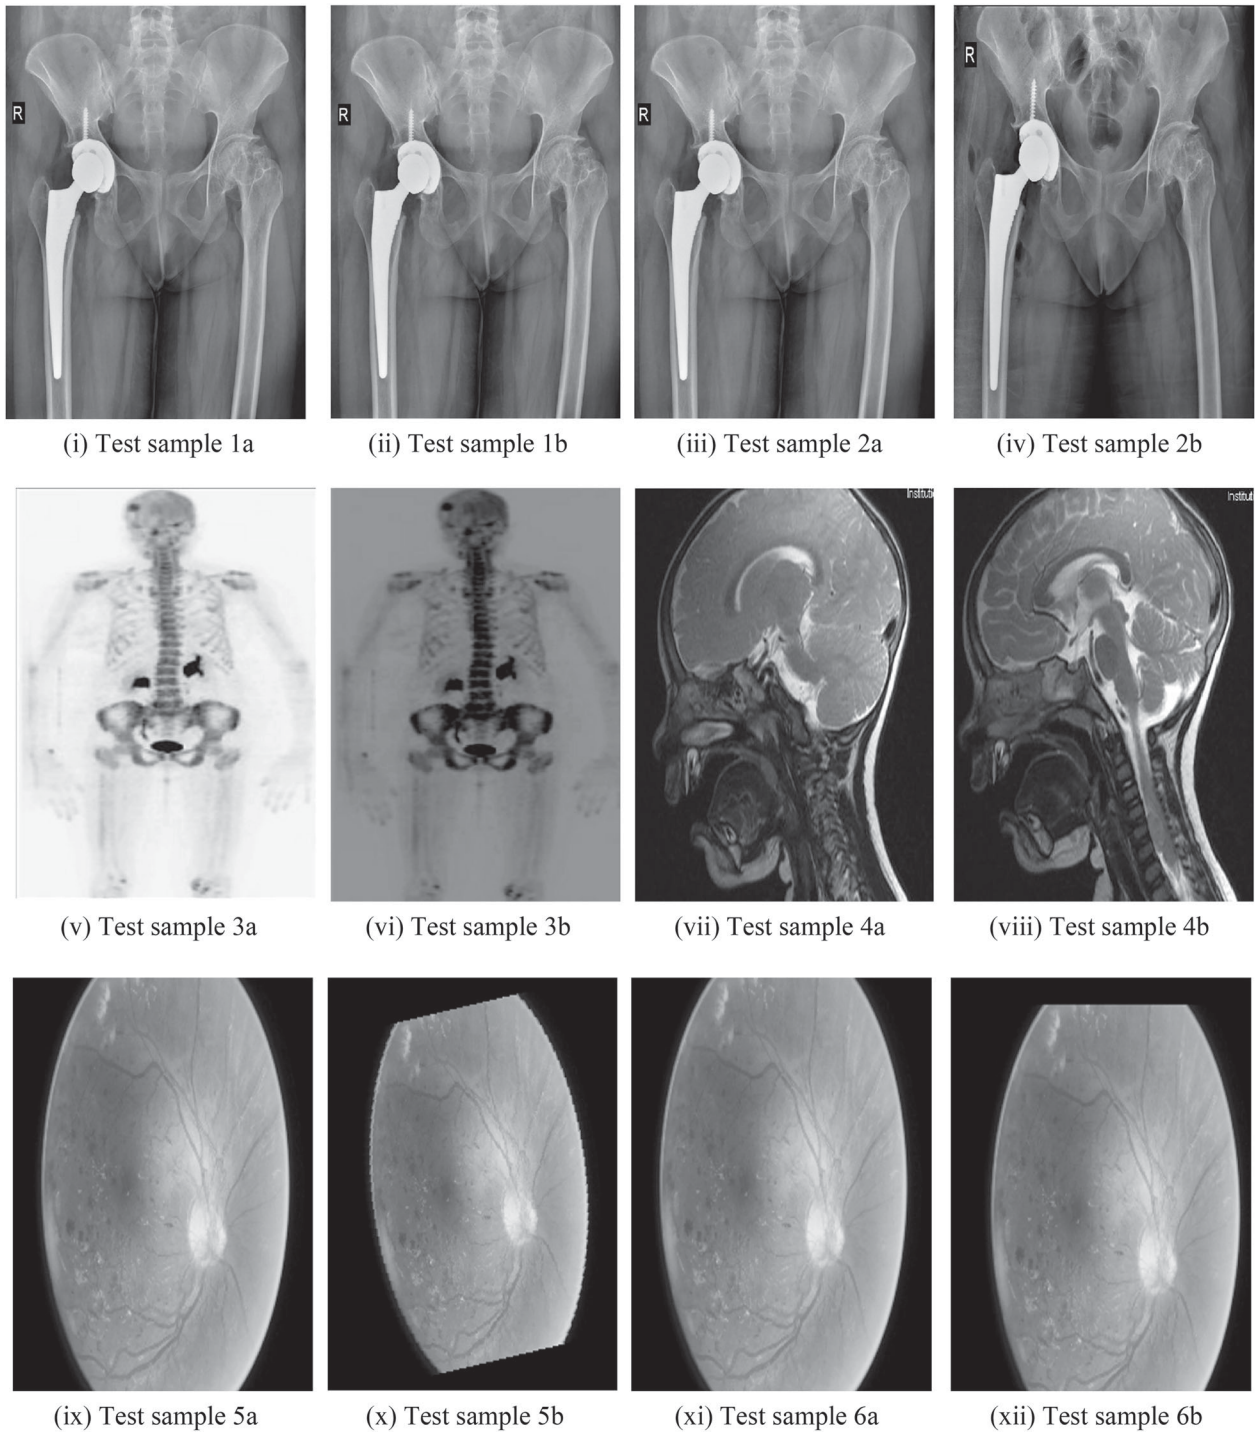 R
R
R
R
(i) Test sample 1a
(ii) Test sample 1b
(iii) Test sample 2a
(iv) Test sample 2b
Instituti
Instituti
(v) Test sample 3a
(vi) Test sample 3b
(vii) Test sample 4a
(viii) Test sample 4b
(ix) Test sample 5a
(x) Test sample 5b
(xi) Test sample 6a
(xii) Test sample 6b